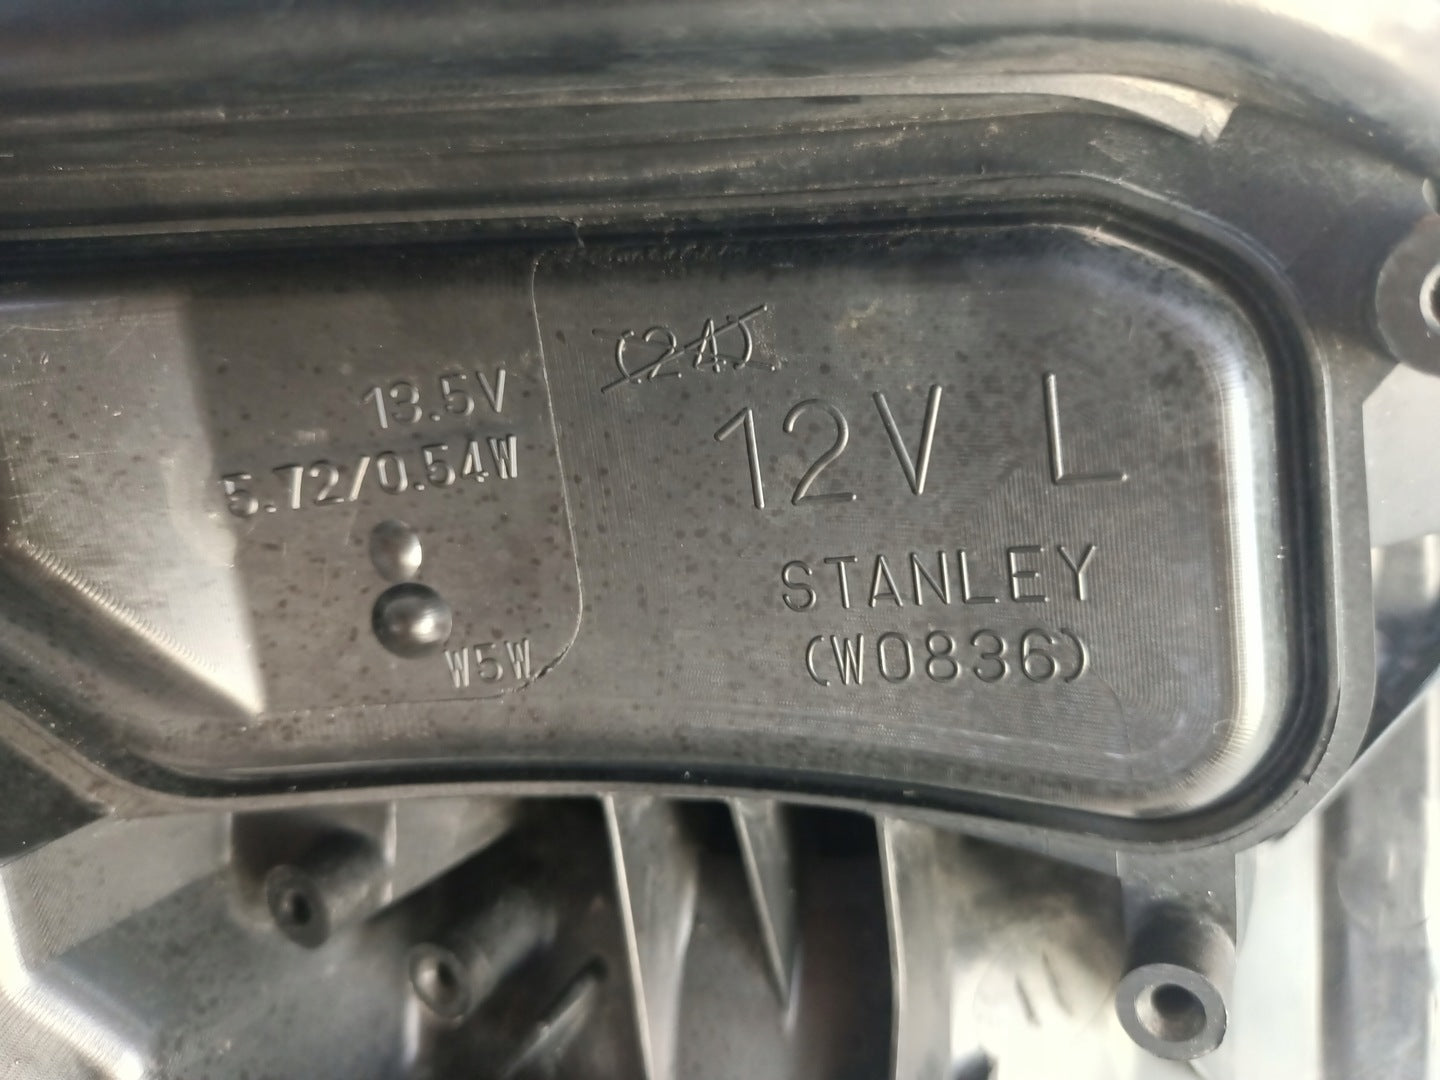 13.5V
5.72/0.54W
W5W
(24)
12V L
STANLEY
(W0836)